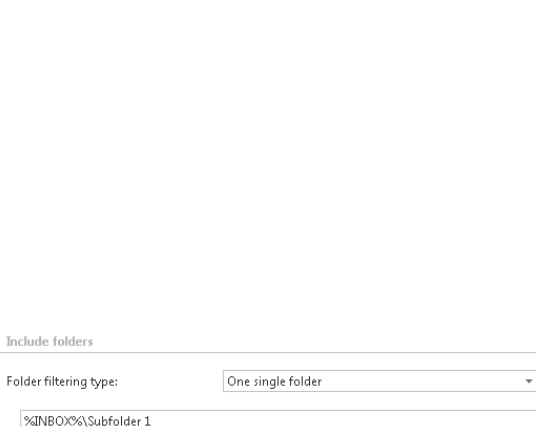 Include folders
Folder filtering type:
One single folder
%INBOX%\Subfolder 1